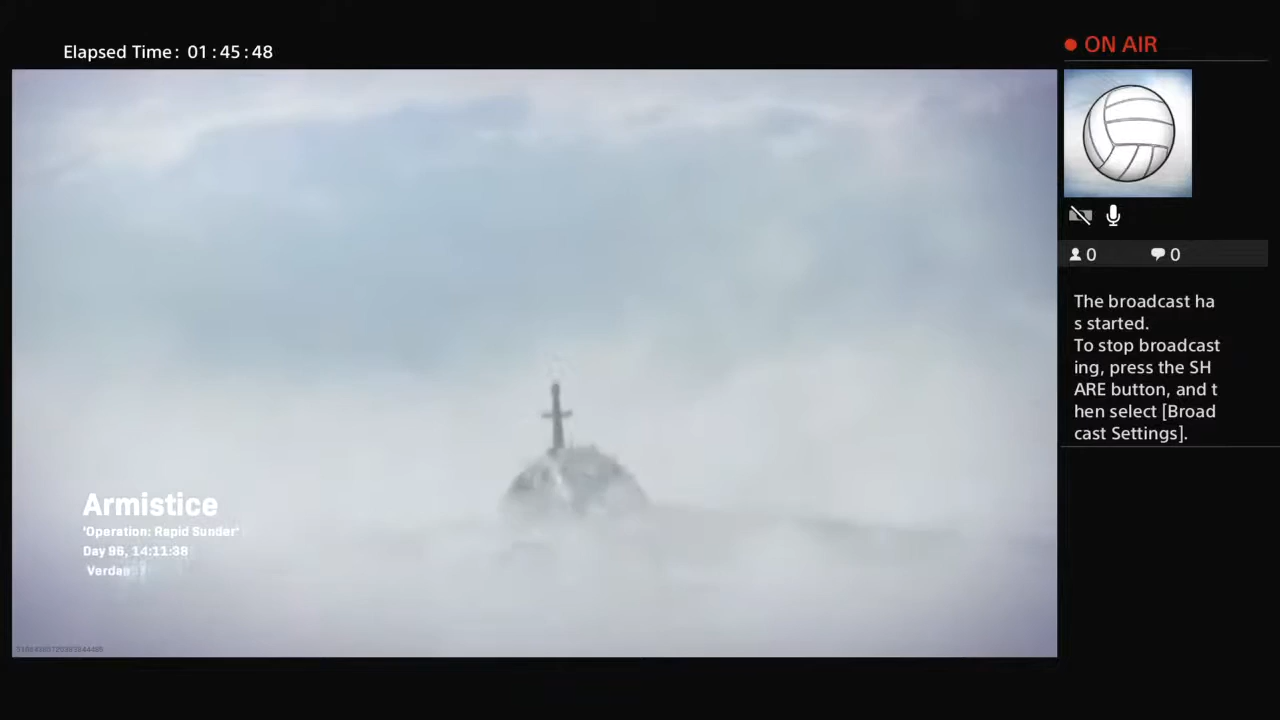 Elapsed Time: 01:45:48
ON AIR
0
0
The broadcast ha
s started.
To stop broadcast
ing, press the SH
ARE button, and t
hen select [Broad
cast Settings].
Armistice
'Operation: Rapid Sunder'
Day 96, 14:11:38
Verda